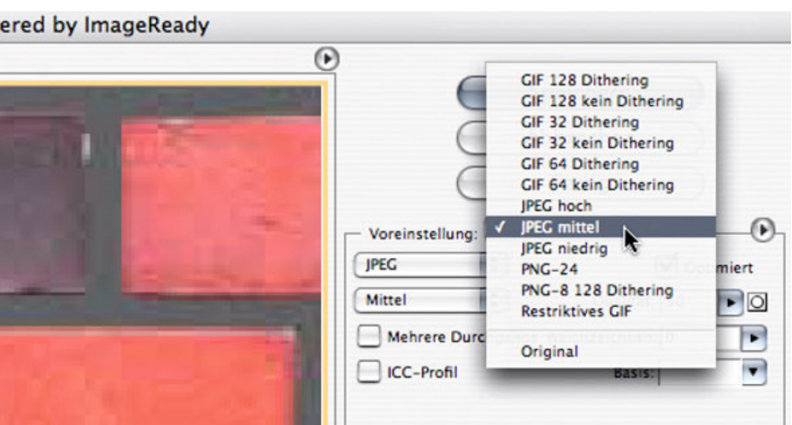 ered by ImageReady
GIF 128 Dithering
GIF 128 kein Dithering
GIF 32 Dithering
GIF 32 kein Dithering
GIF 64 Dithering
GIF 64 kein Dithering
JPEG hoch
Voreinstellung:
✓ JPEG mittel
JPEG niedrig
JPEG
PNG-24
miert
Mittel
PNG-8 128 Dithering
Restriktives GIF
Mehrere Durc
Original
ICC-Profil
Basis: